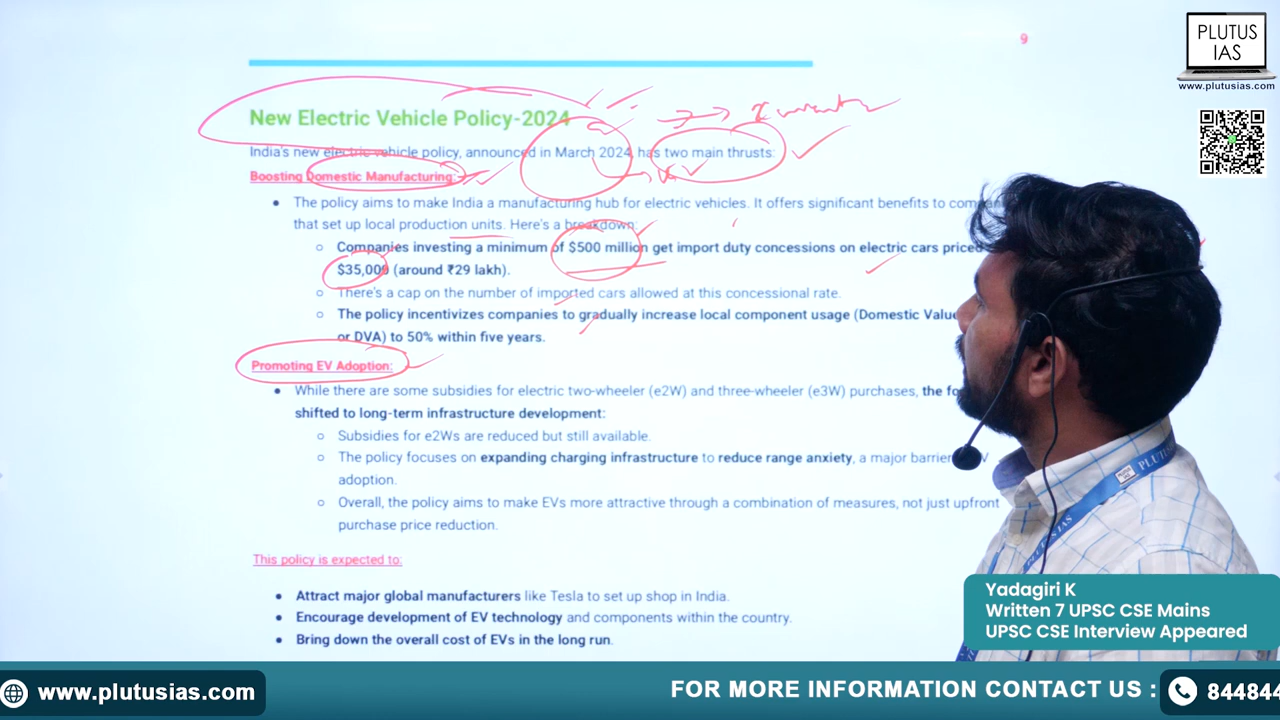 9
PLUTUS
IAS
www.plutusias.com
New Electric Vehicle Policy-2024
India's new electric vehicle policy, announced in March 2024, has two main thrusts:
Boosting Domestic Manufacturing:
• The policy aims to make India a manufacturing hub for electric vehicles. It offers significant benefits to
that set up local production units. Here's a breakdown:
○ Companies investing a minimum of $500 million get import duty concessions on electric cars priced
$35,000 (around ₹29 lakh).
○ There's a cap on the number of imported cars allowed at this concessional rate.
○ The policy incentivizes companies to gradually increase local component usage (Domestic
or DVA) to 50% within five years.
Promoting EV Adoption:
• While there are some subsidies for electric two-wheeler (e2W) and three-wheeler (e3W) purchases, the
shifted to long-term infrastructure development:
○ Subsidies for e2Ws are reduced but still available.
○ The policy focuses on expanding charging infrastructure to reduce range anxiety, a major barrier
adoption.
○ Overall, the policy aims to make EVs more attractive through a combination of measures, not just upfront
purchase price reduction.
This policy is expected to:
• Attract major global manufacturers like Tesla to set up shop in India.
• Encourage development of EV technology and components within the country.
• Bring down the overall cost of EVs in the long run.
PLUTUS
Yadagiri K
Written 7 UPSC CSE Mains
UPSC CSE Interview Appeared
www.plutusias.com
FOR MORE INFORMATION CONTACT US :
844844